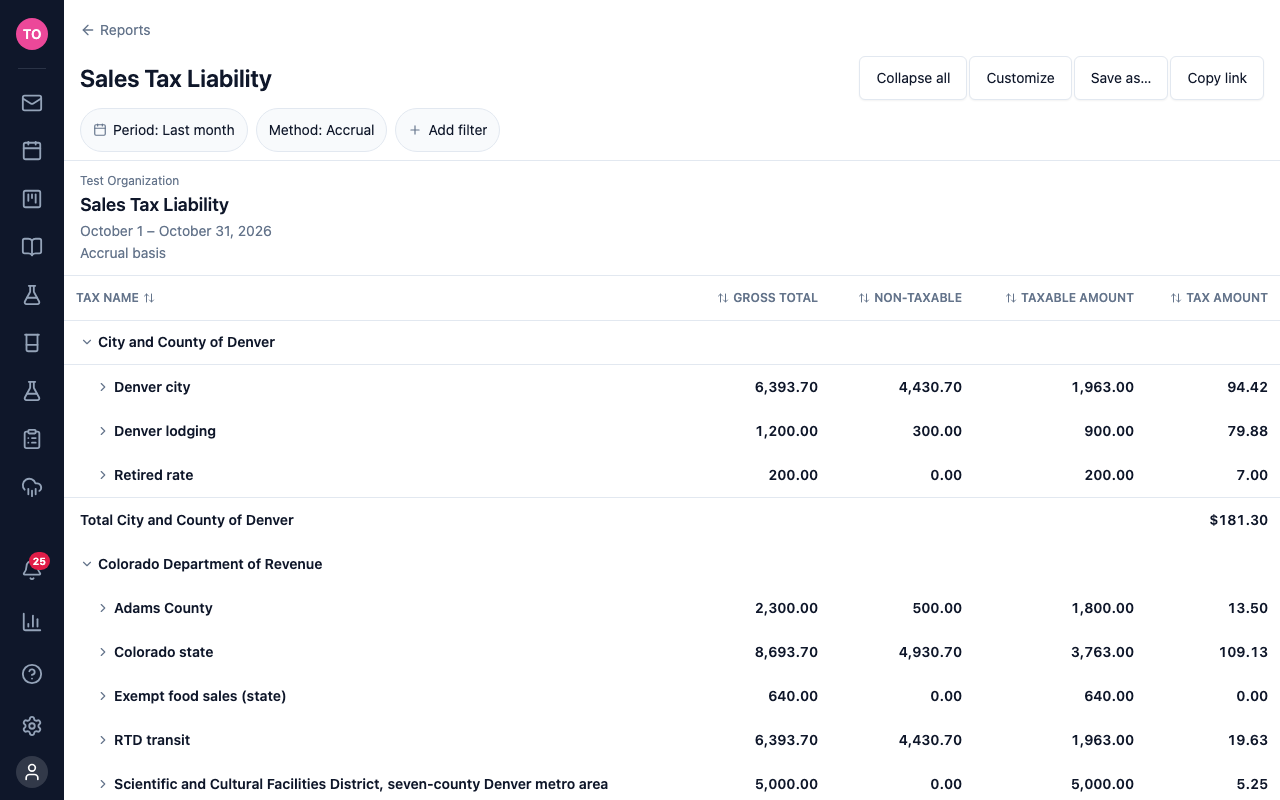 TO
Reports
Sales Tax Liability
Collapse all
Customize
Save as...
Copy link
Period: Last month
Method: Accrual
Add filter
Test Organization
Sales Tax Liability
October 1 – October 31, 2026
Accrual basis
TAX NAME GROSS TOTAL NON-TAXABLE TAXABLE AMOUNT TAX AMOUNT
City and County of Denver
Denver city 6,393.70 4,430.70 1,963.00 94.42
Denver lodging 1,200.00 300.00 900.00 79.88
Retired rate 200.00 0.00 200.00 7.00
Total City and County of Denver $181.30
Colorado Department of Revenue
25
Adams County 2,300.00 500.00 1,800.00 13.50
Colorado state 8,693.70 4,930.70 3,763.00 109.13
Exempt food sales (state) 640.00 0.00 640.00 0.00
RTD transit 6,393.70 4,430.70 1,963.00 19.63
Scientific and Cultural Facilities District, seven-county Denver metro area 5,000.00 0.00 5,000.00 5.25